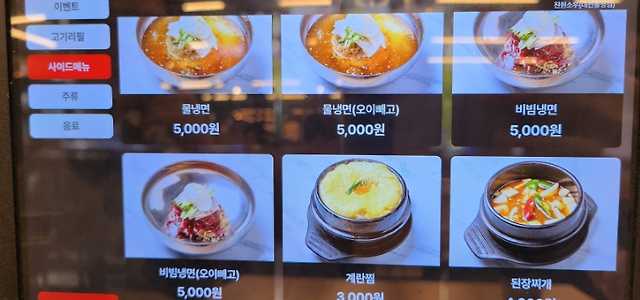 이벤트
고기리필
사이드메뉴
주류
음료
물냉면
5,000원
물냉면(오이빼고)
5,000원
비빔냉면
5,000원
비빔냉면(오이빼고)
5,000원
계란찜
3,000원
된장찌개